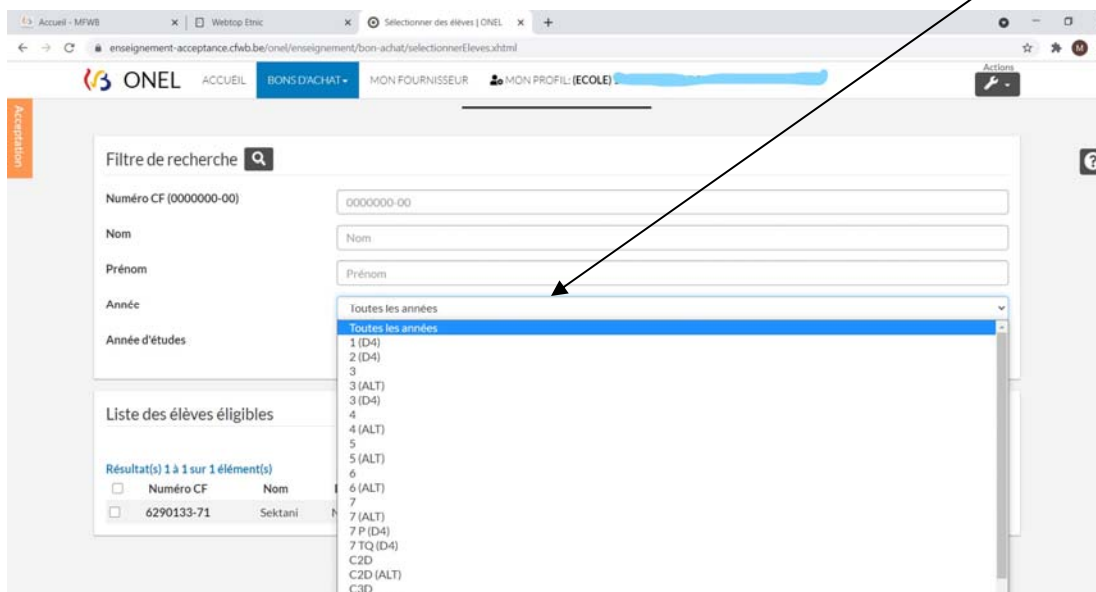 Accueil - MFWB
Webtop Etnic
Sélectionner des élèves | ONEL
enseignement-acceptance.cfwb.be/onel/enseignement/bon-achat/selectionnerEleves.xhtml
M
ONEL
ACCUEIL
BONS D'ACHAT
MON FOURNISSEUR
MON PROFIL: (ECOLE)
Actions
Acceptation
Filtre de recherche
?
Numéro CF (0000000-00)
0000000-00
Nom
Nom
Prénom
Prénom
Année
Toutes les années
Année d'études
Toutes les années
1 (D4)
2 (D4)
3
3 (ALT)
3 (D4)
4
4 (ALT)
5
5 (ALT)
6
6 (ALT)
7
7 (ALT)
7 P (D4)
7 TQ (D4)
C2D
C2D (ALT)
C3D
Liste des élèves éligibles
Résultat(s) 1 à 1 sur 1 élément(s)
Numéro CF Nom
6290133-71 Sektani